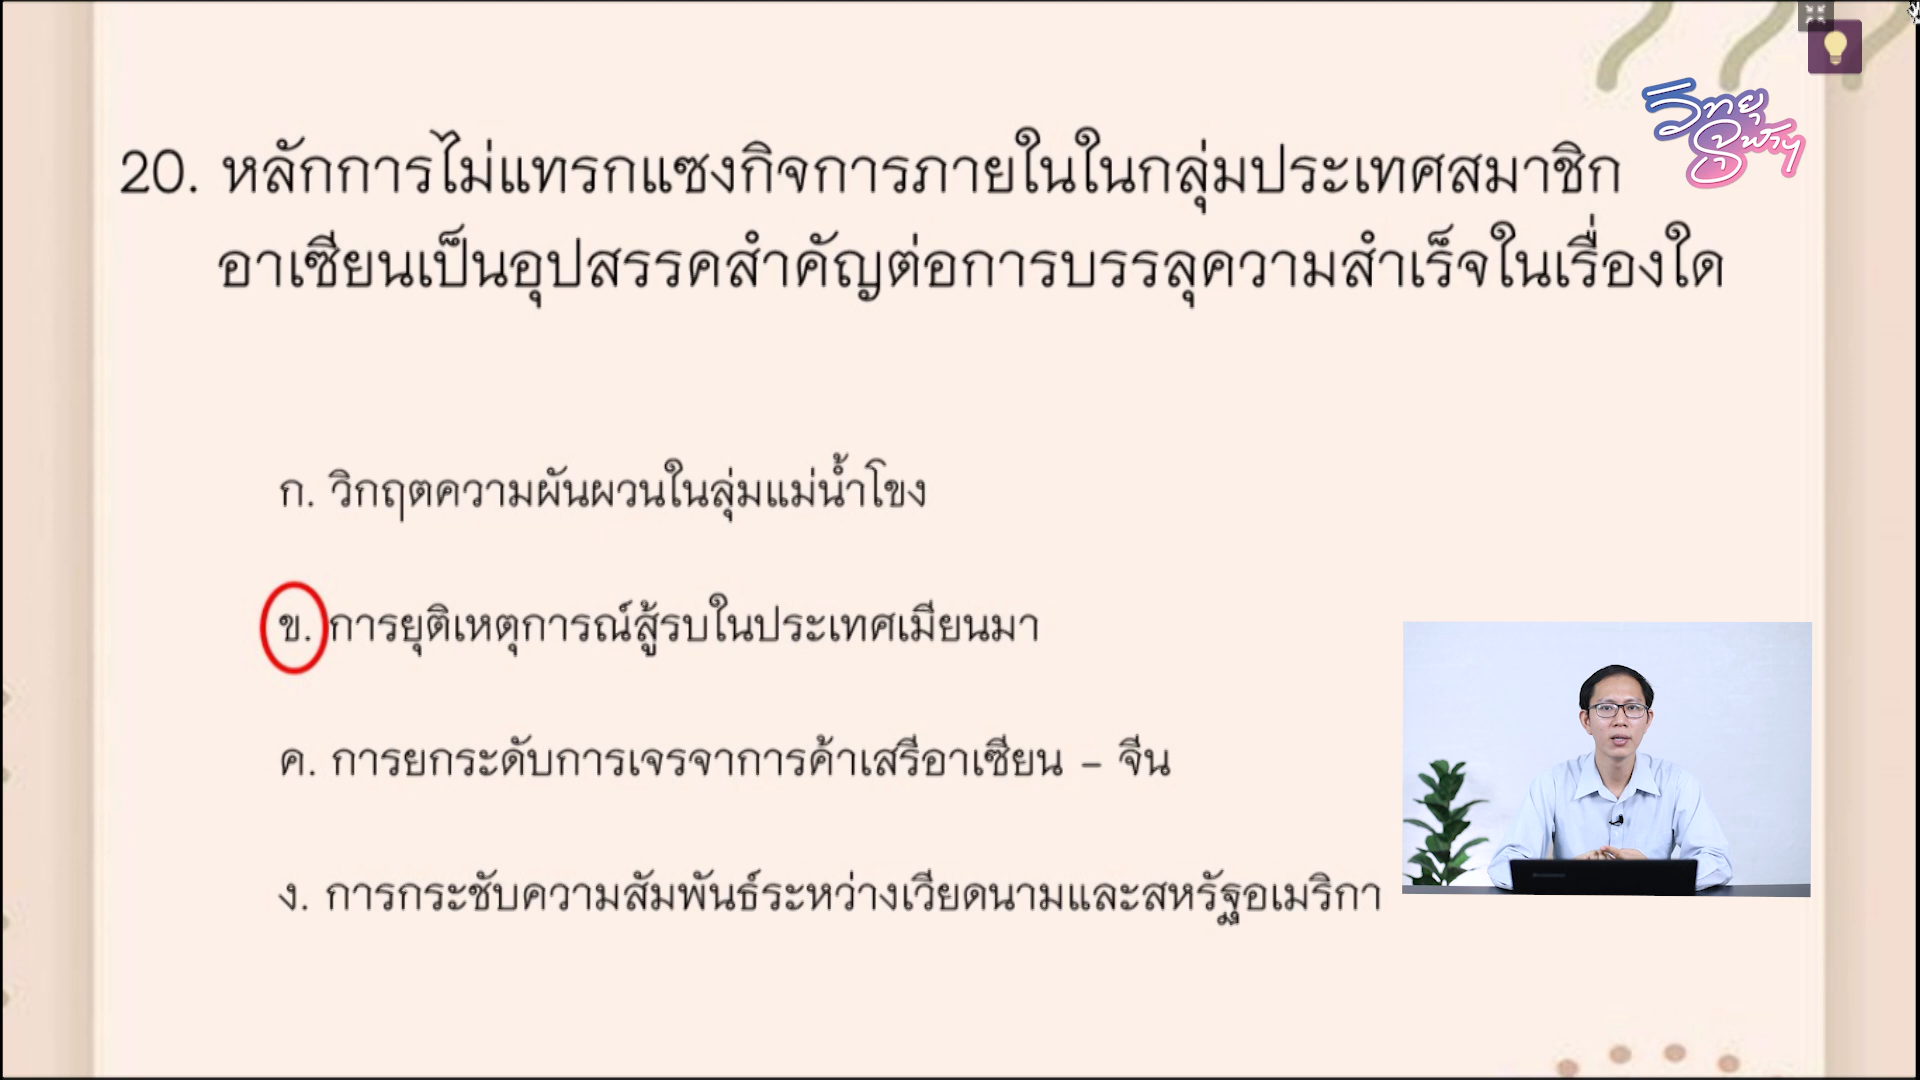 วิทยุ
จุฬาฯ
20. หลักการไม่แทรกแซงกิจการภายในในกลุ่มประเทศสมาชิก
อาเซียนเป็นอุปสรรคสำคัญต่อการบรรลุความสำเร็จในเรื่องใด
ก. วิกฤตความผันผวนในลุ่มแม่น้ำโขง
ข. การยุติเหตุการณ์สู้รบในประเทศเมียนมา
ค. การยกระดับการเจรจาการค้าเสรีอาเซียน – จีน
ง. การกระชับความสัมพันธ์ระหว่างเวียดนามและสหรัฐอเมริกา